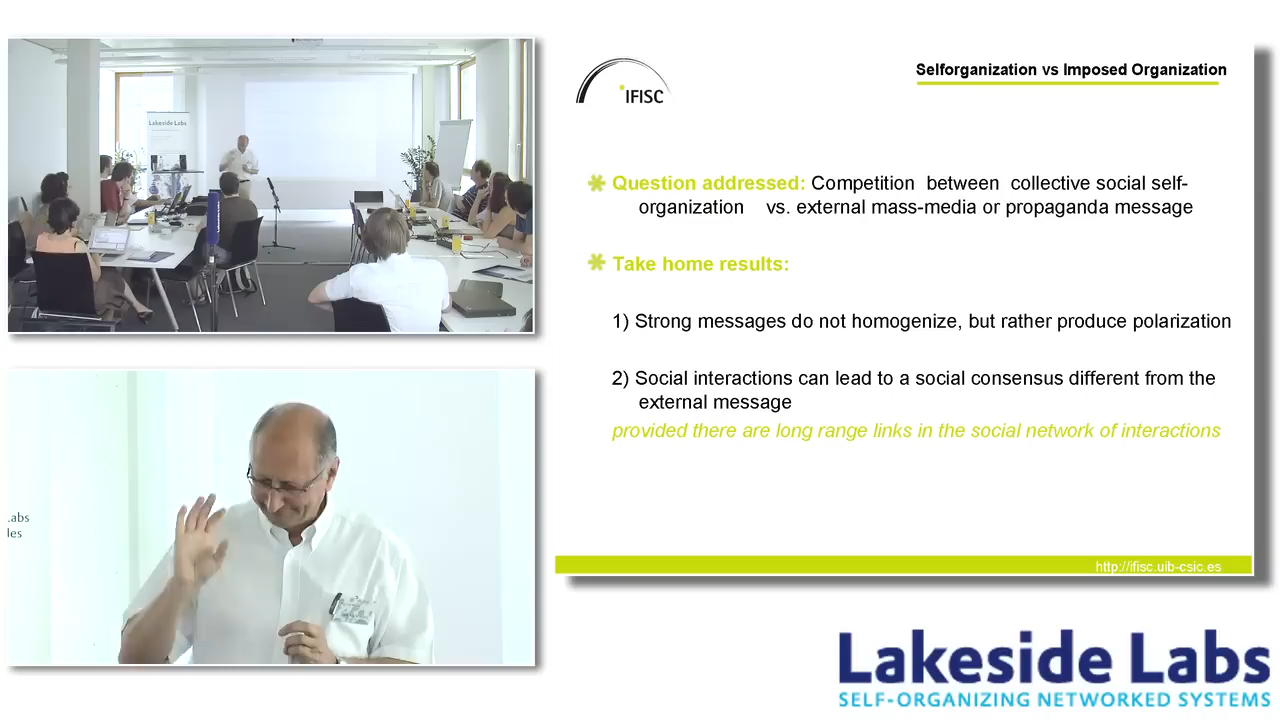 Lakeside Labs
.abs
les
IFISC
Selforganization vs Imposed Organization
Question addressed: Competition between collective social self-
organization vs. external mass-media or propaganda message
Take home results:
1) Strong messages do not homogenize, but rather produce polarization
2) Social interactions can lead to a social consensus different from the
external message
provided there are long range links in the social network of interactions
http://ifisc.uib-csic.es
Lakeside Labs
SELF-ORGANIZING NETWORKED SYSTEMS